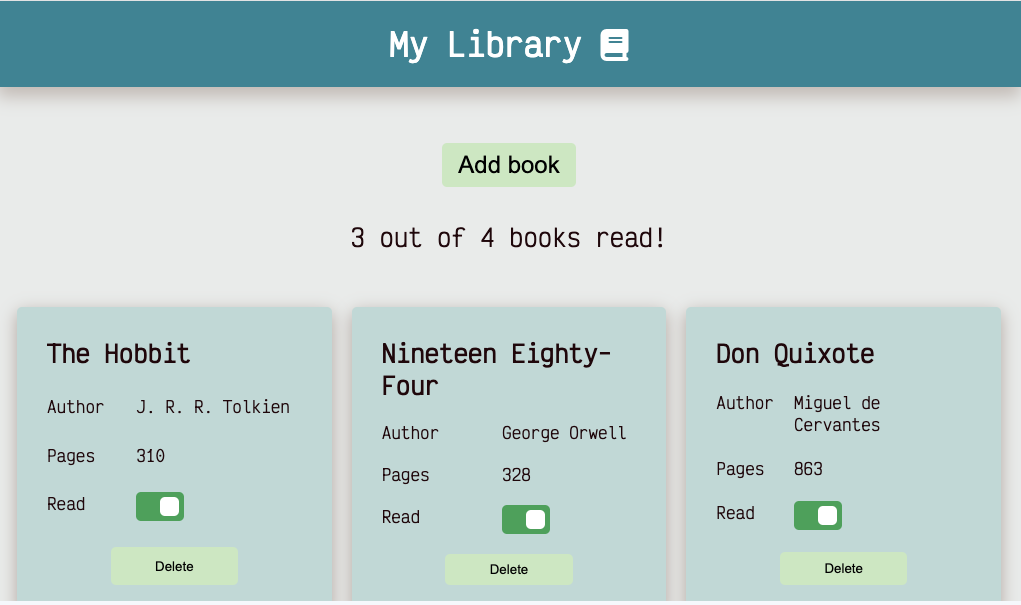 My Library
Add book
3 out of 4 books read!
The Hobbit
Author J. R. R. Tolkien
Pages 310
Read
Delete
Nineteen Eighty-
Four
Author George Orwell
Pages 328
Read
Delete
Don Quixote
Author Miguel de
Cervantes
Pages 863
Read
Delete